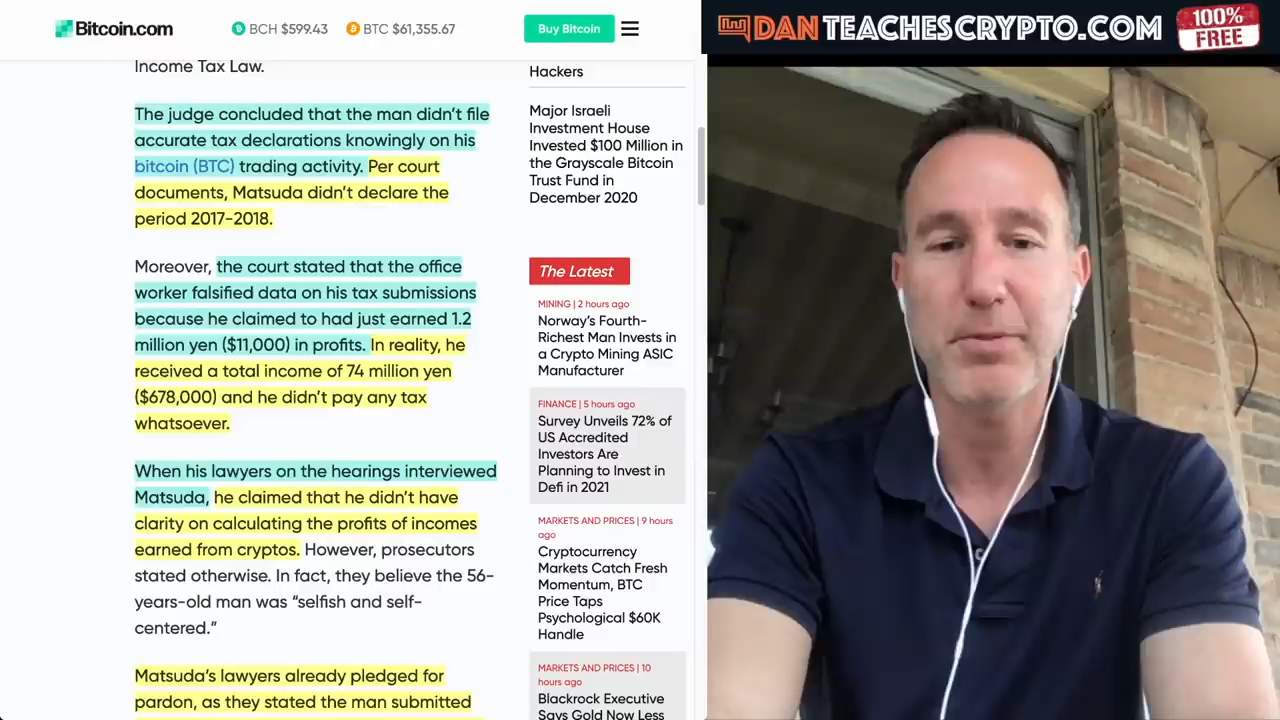 Bitcoin.com
BCH $599.43
BTC $61,355.67
Buy Bitcoin
DANTEACHESCRYPTO.COM
100%
FREE
Income Tax Law.
The judge concluded that the man didn't file
accurate tax declarations knowingly on his
bitcoin (BTC) trading activity. Per court
documents, Matsuda didn't declare the
period 2017-2018.
Moreover, the court stated that the office
worker falsified data on his tax submissions
because he claimed to had just earned 1.2
million yen ($11,000) in profits. In reality, he
received a total income of 74 million yen
($678,000) and he didn't pay any tax
whatsoever.
When his lawyers on the hearings interviewed
Matsuda, he claimed that he didn't have
clarity on calculating the profits of incomes
earned from cryptos. However, prosecutors
stated otherwise. In fact, they believe the 56-
years-old man was “selfish and self-
centered.”
Matsuda's lawyers already pledged for
pardon, as they stated the man submitted
Hackers
Major Israeli
Investment House
Invested $100 Million in
the Grayscale Bitcoin
Trust Fund in
December 2020
The Latest
MINING | 2 hours ago
Norway's Fourth-
Richest Man Invests in
a Crypto Mining ASIC
Manufacturer
FINANCE | 5 hours ago
Survey Unveils 72% of
US Accredited
Investors Are
Planning to Invest in
Defi in 2021
MARKETS AND PRICES | 9 hours
ago
Cryptocurrency
Markets Catch Fresh
Momentum, BTC
Price Taps
Psychological $60K
Handle
MARKETS AND PRICES | 10
hours ago
Blackrock Executive
Says Gold Now Less